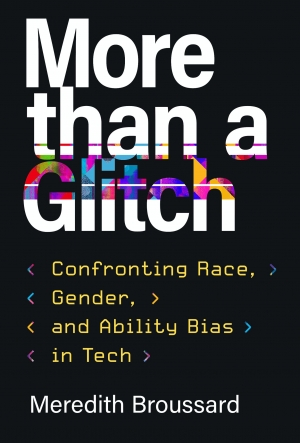 More
than a
Glitch
< Confronting Race, >
< Gender, >
< and Ability Bias >
< in Tech >
Meredith Broussard